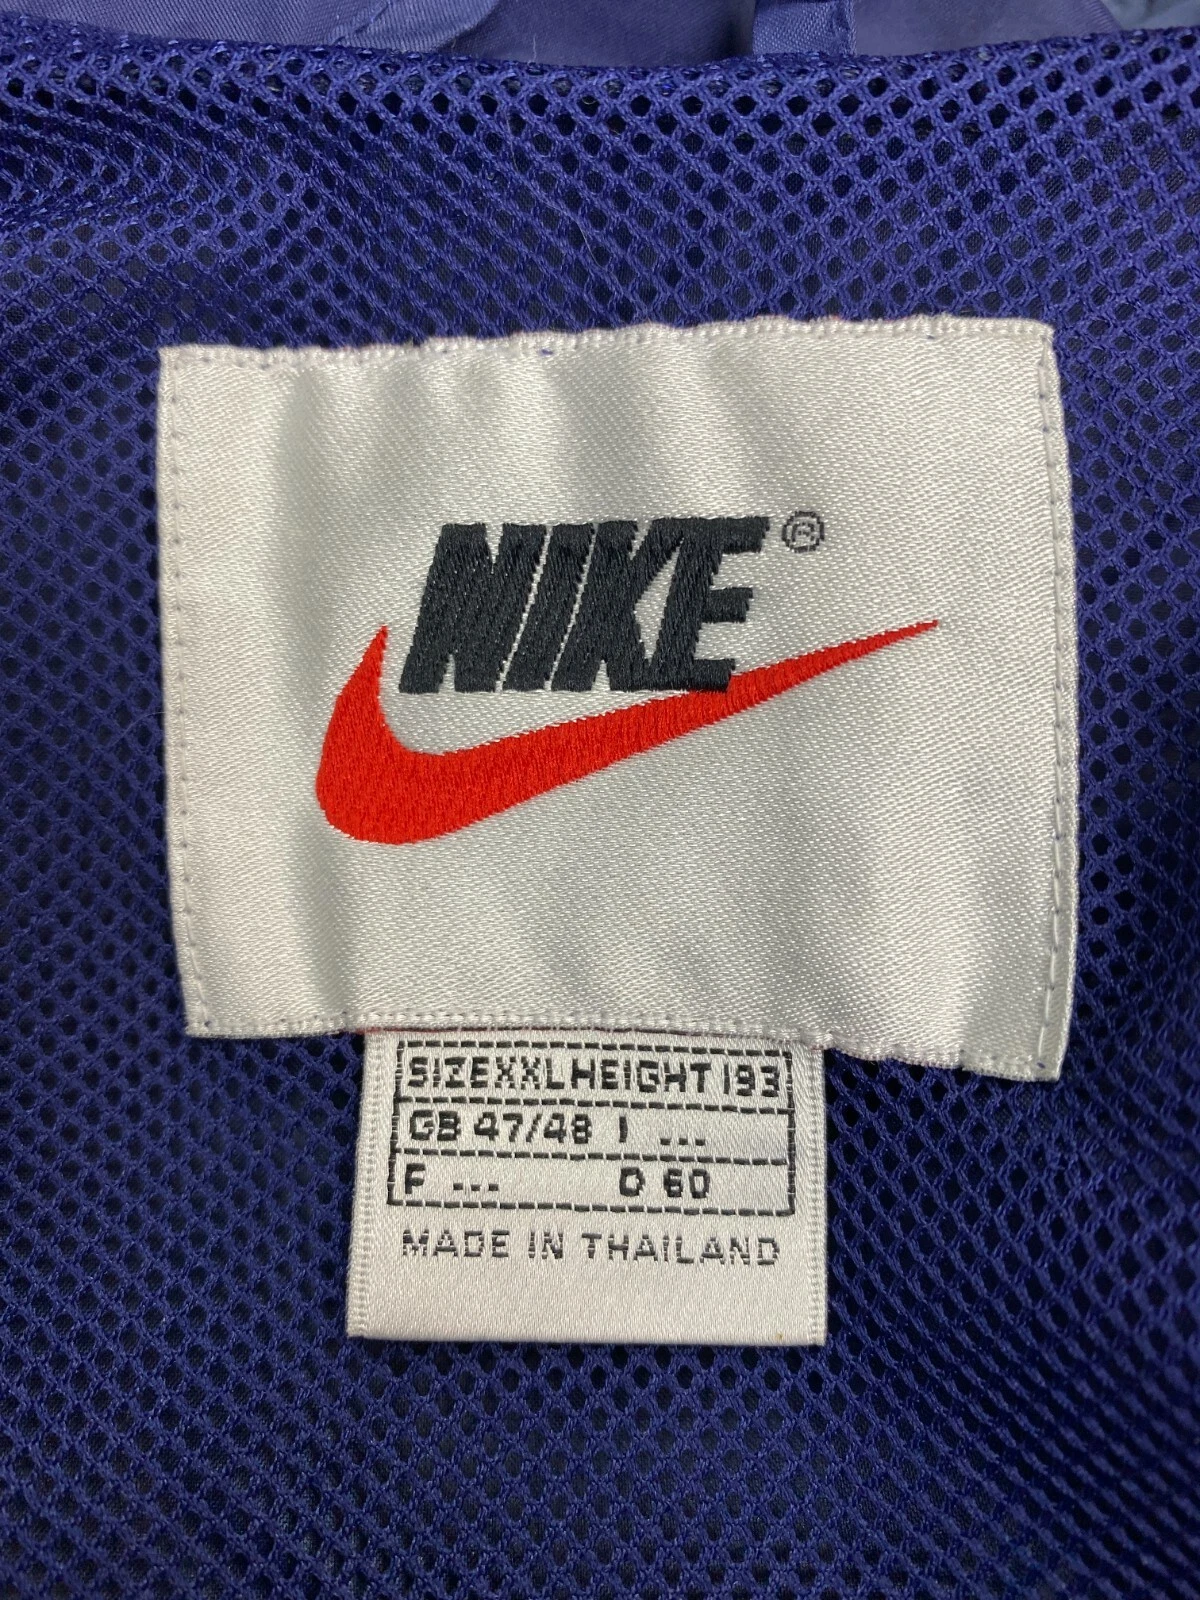 NIKE®
SIZE XXL HEIGHT 193
GB 47/48 I ...
F ... D 60
MADE IN THAILAND